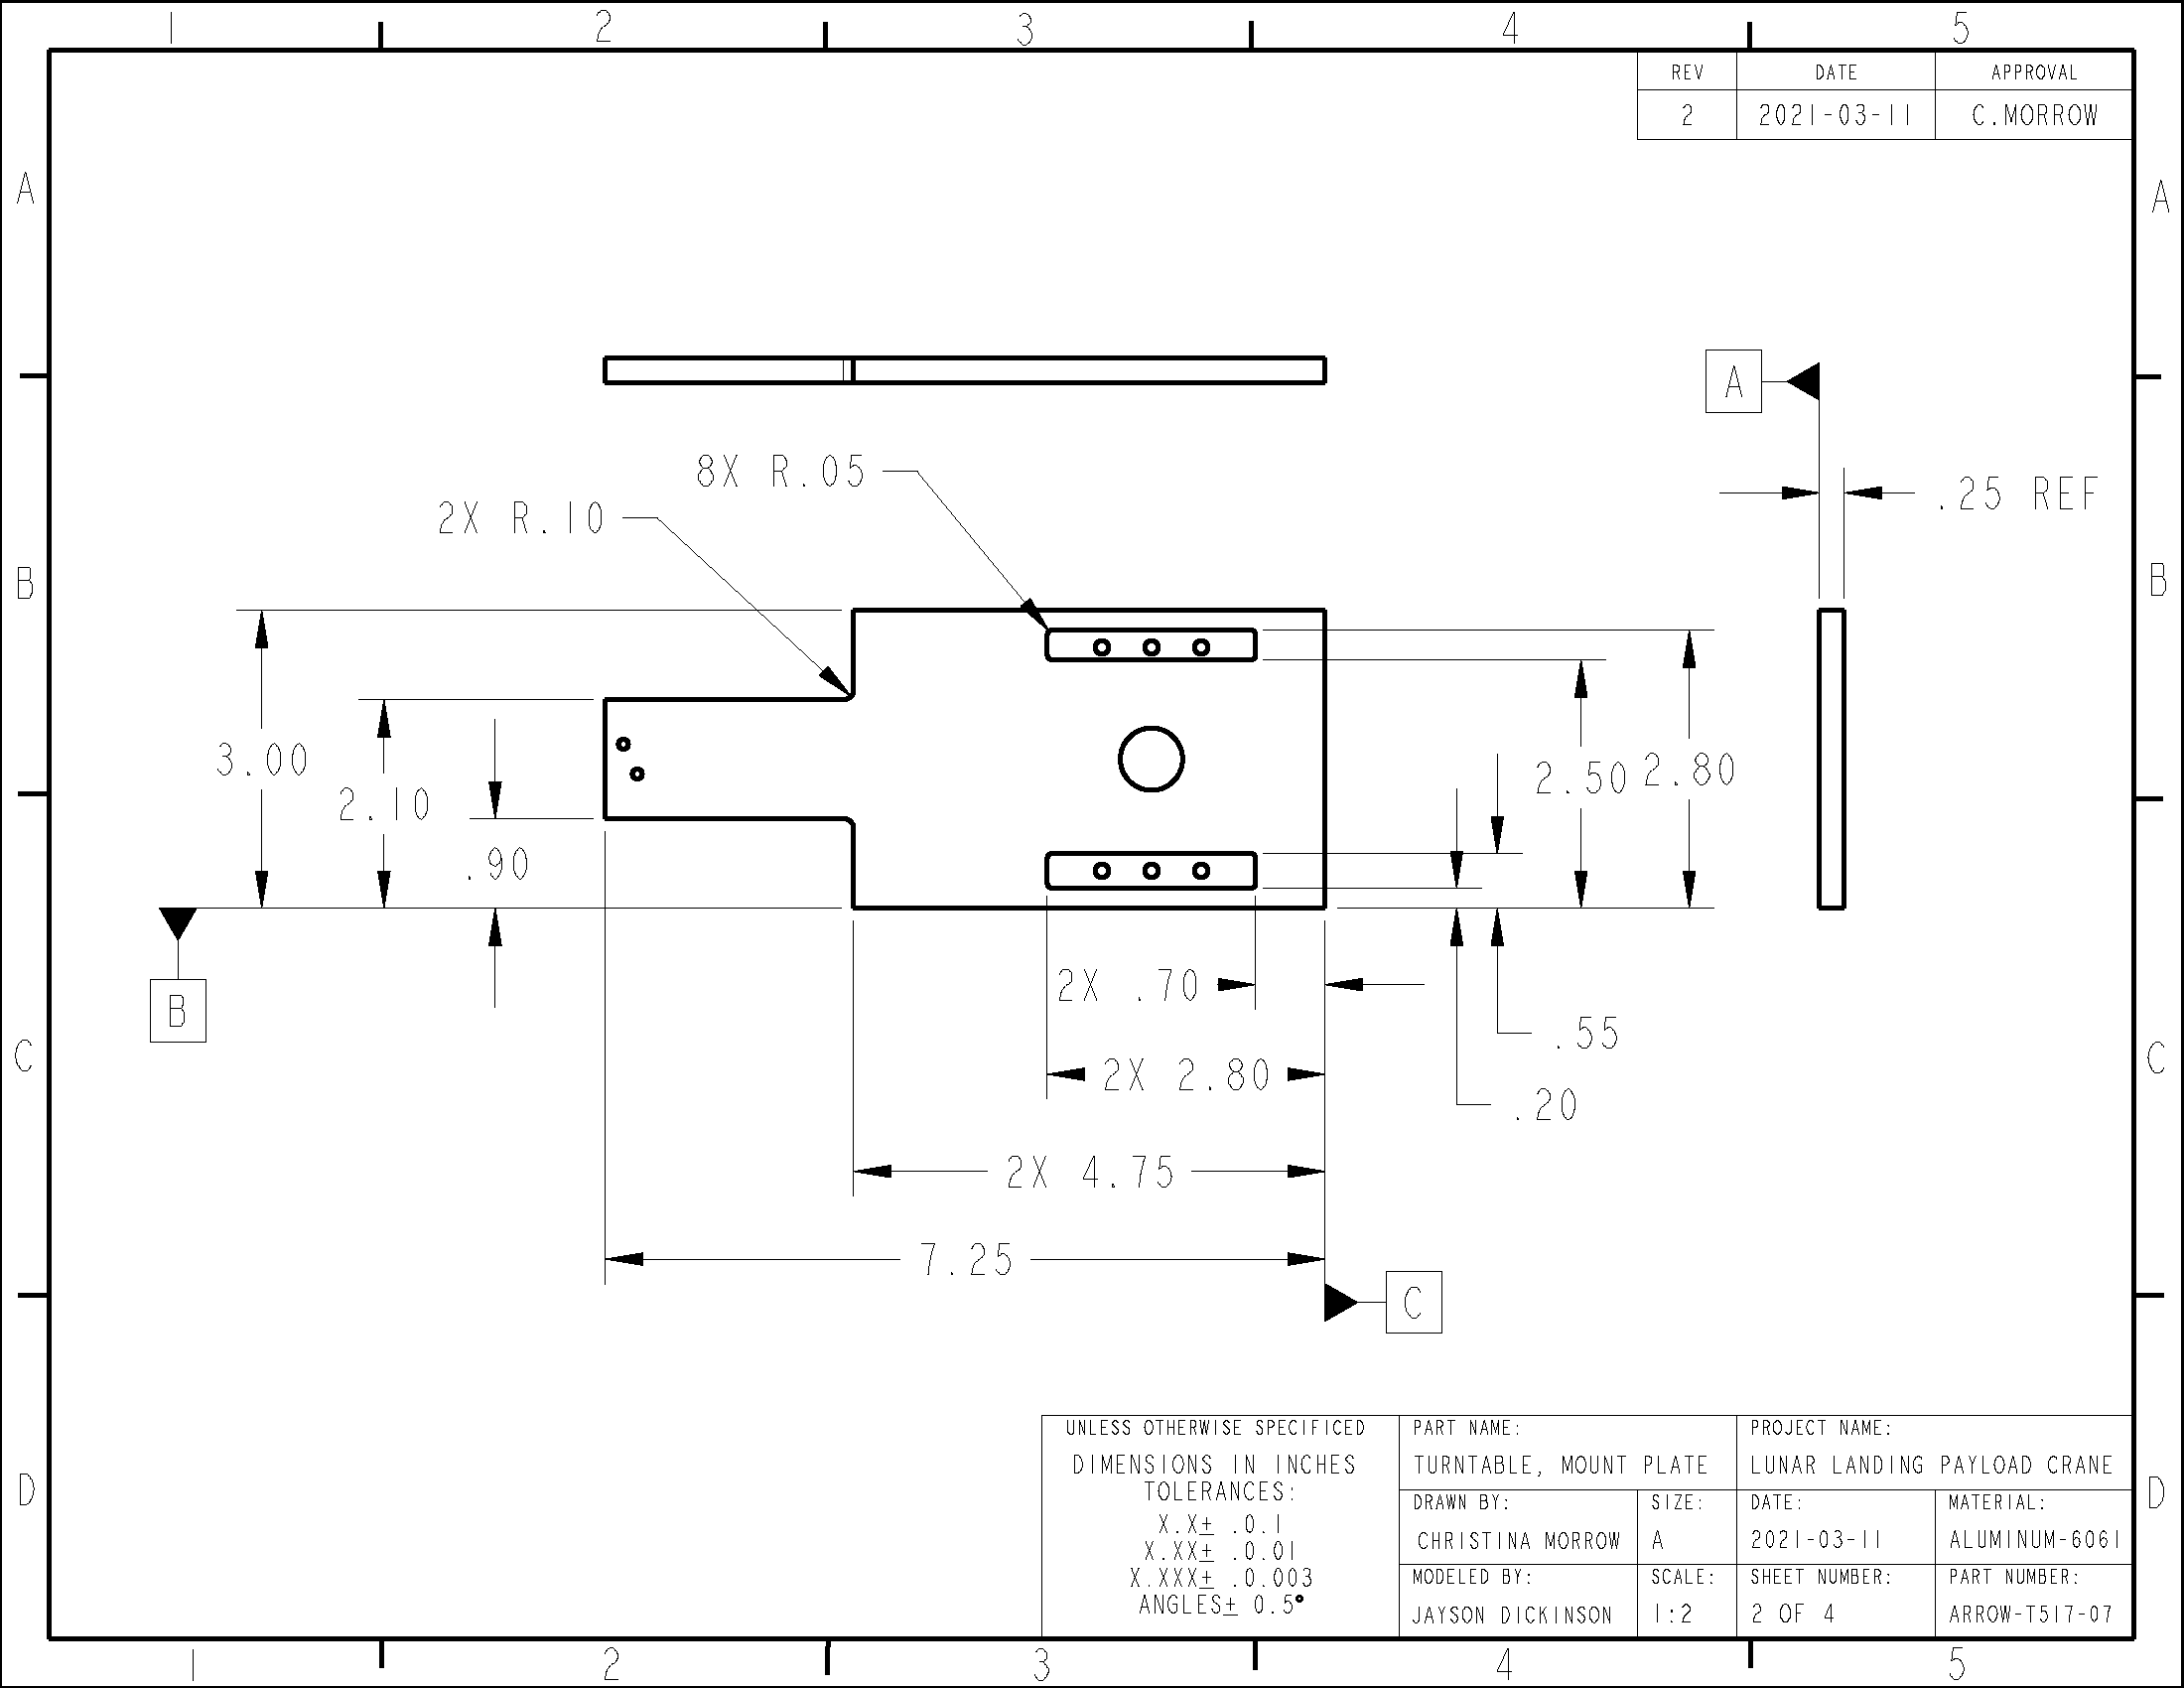 1 2 3 4 5
REV DATE APPROVAL
2 2021-03-11 C.MORROW
A A
A
8X R.05
.25 REF
2X R.10
B B
3.00
2.10
.90
2.50 2.80
2X .70
B
.55
C C
2X 2.80
.20
2X 4.75
7.25
C
UNLESS OTHERWISE SPECIFICED
DIMENSIONS IN INCHES
TOLERANCES:
X.X± .0.1
X.XX± .0.01
X.XXX± .0.003
ANGLES± 0.5°
PART NAME:
TURNTABLE, MOUNT PLATE
PROJECT NAME:
LUNAR LANDING PAYLOAD CRANE
D D
DRAWN BY:
CHRISTINA MORROW
SIZE:
A
DATE:
2021-03-11
MATERIAL:
ALUMINUM-6061
MODELED BY:
JAYSON DICKINSON
SCALE:
1:2
SHEET NUMBER:
2 OF 4
PART NUMBER:
ARROW-T517-07
1 2 3 4 5